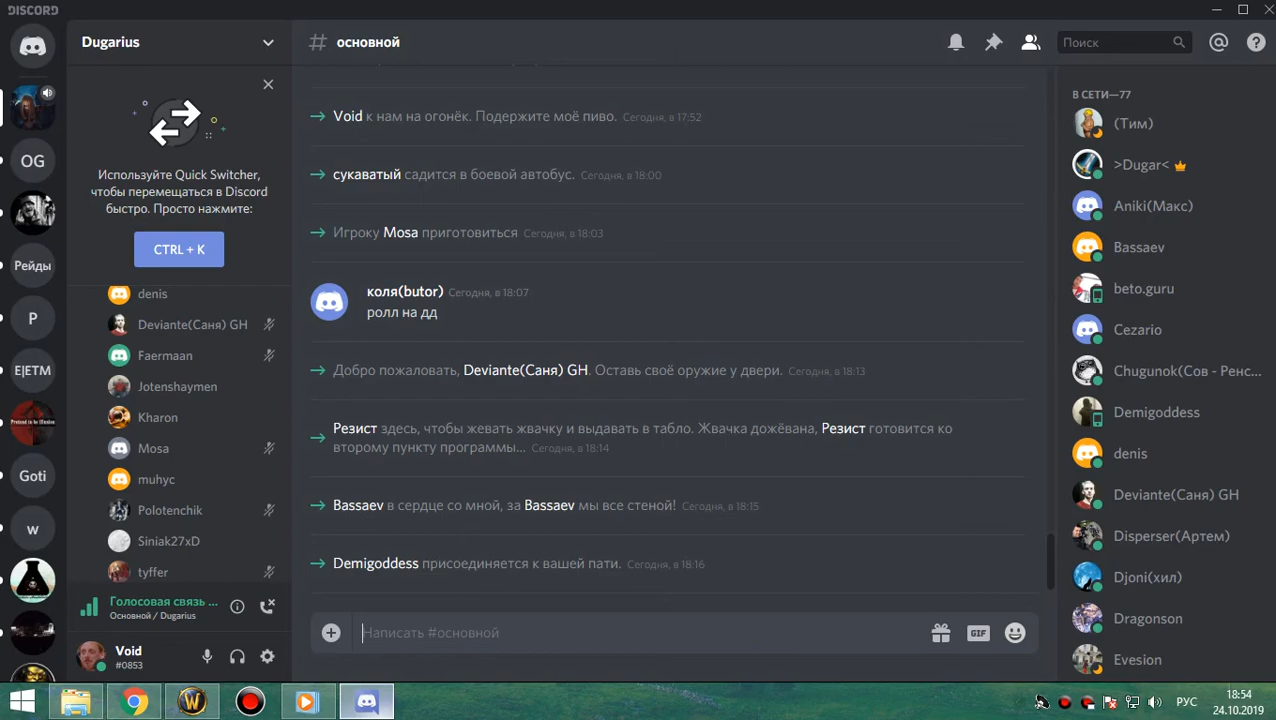 DISCORD
Dugarius
# основной
Поиск
Используйте Quick Switcher,
чтобы перемещаться в Discord
быстро. Просто нажмите:
CTRL + K
OG
Рейды
P
E|ETM
Goti
w
denis
Deviante(Саня) GH
Faermaan
Jotenshaymen
Kharon
Mosa
muhyc
Polotenchik
Siniak27xD
tyffer
Голосовая связь ...
Основной / Dugarius
Void
#0853
Void к нам на огонёк. Подержите моё пиво. Сегодня, в 17:52
сукаватый садится в боевой автобус. Сегодня, в 18:00
Игроку Mosa приготовиться Сегодня, в 18:03
коля(butor) Сегодня, в 18:07
ролл на дд
Добро пожаловать, Deviante(Саня) GH. Оставь своё оружие у двери. Сегодня, в 18:13
Резист здесь, чтобы жевать жвачку и выдавать в табло. Жвачка дожёвана, Резист готовится ко
второму пункту программы... Сегодня, в 18:14
Bassaev в сердце со мной, за Bassaev мы все стеной! Сегодня, в 18:15
Demigoddess присоединяется к вашей пати. Сегодня, в 18:16
Написать #основной
GIF
В СЕТИ—77
(Тим)
>Dugar<
Aniki(Макс)
Bassaev
beto.guru
Cezario
Chugunok(Сов - Ренс...
Demigoddess
denis
Deviante(Саня) GH
Disperser(Артем)
Djoni(хил)
Dragonson
Evesion
РУС
18:54
24.10.2019